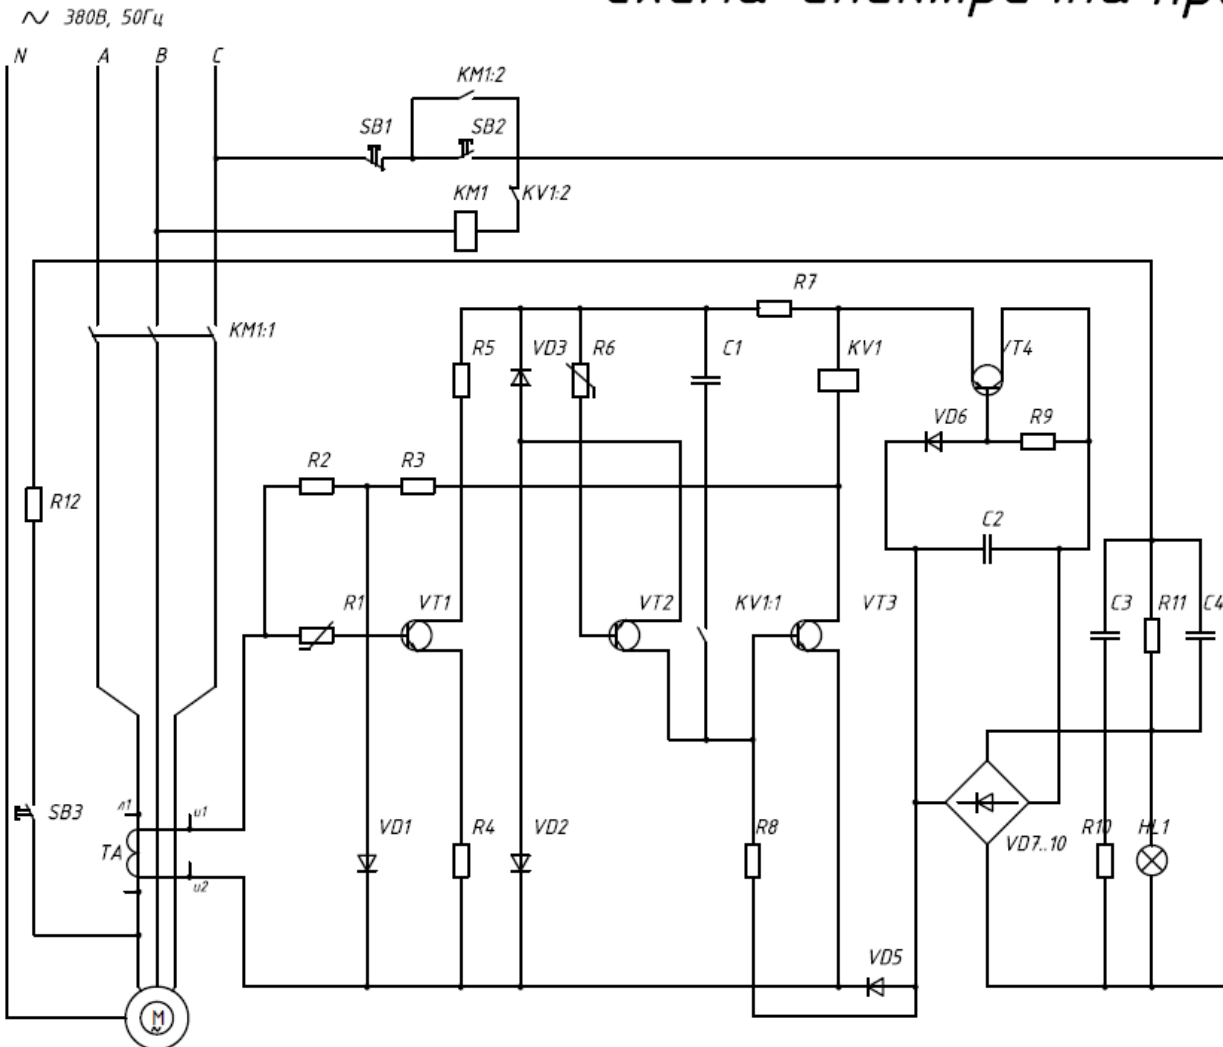 ~ 380В, 50Гц
N A B C
KM1:2
SB1 SB2
KM1 KV1:2
R7
KM1:1
R5 VD3 R6 C1 KV1 VT4
VD6 R9
R2 R3
R12
C2
R1 VT1 VT2 KV1:1 VT3 C3 R11 C4
SB3 л1 и1
TA
и2
VD1 R4 VD2 R8 VD7..10 R10 HL1
VD5
M
~